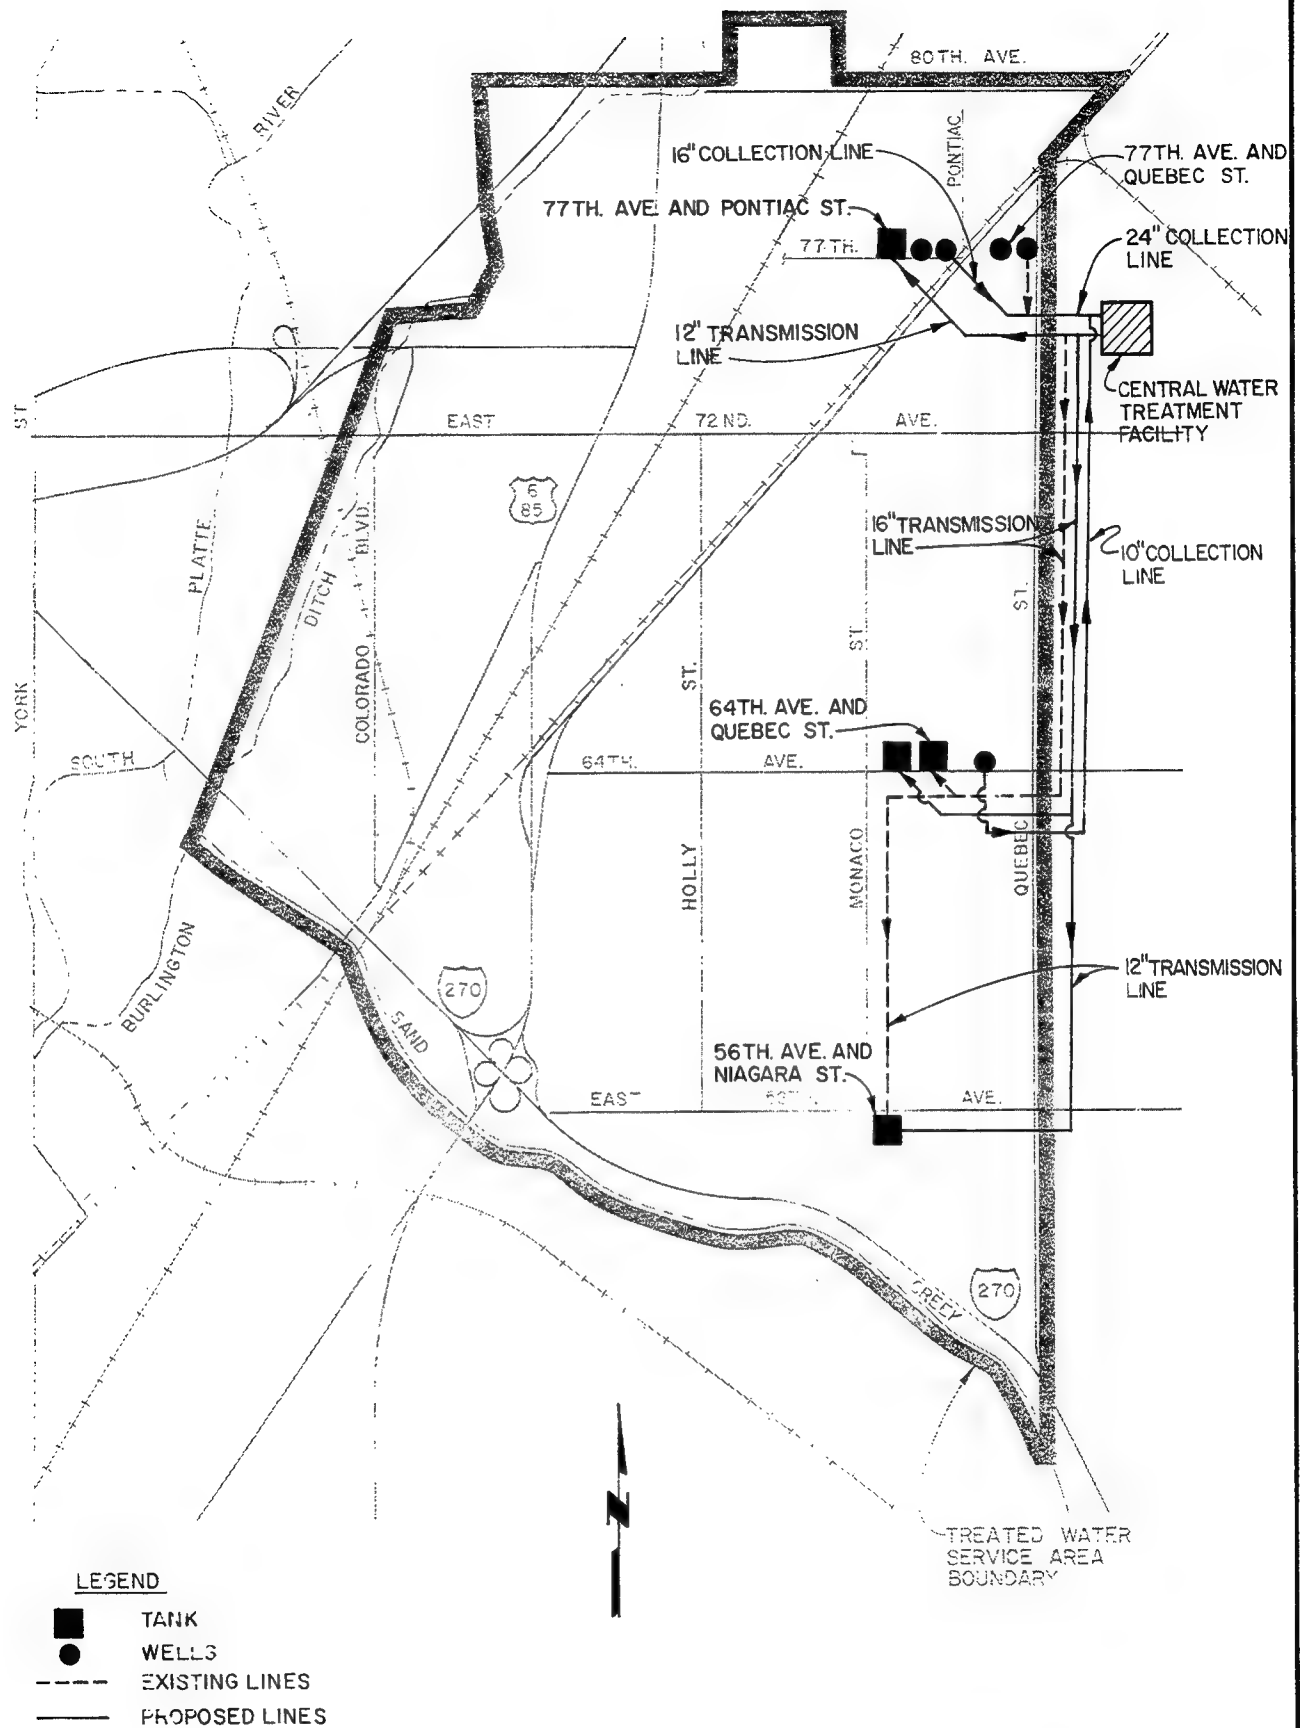 80TH. AVE.
RIVER
PONTIAC
16" COLLECTION LINE
77TH. AVE. AND
QUEBEC ST.
77TH. AVE. AND PONTIAC ST.
77TH.
24" COLLECTION
LINE
12" TRANSMISSION
LINE
CENTRAL WATER
TREATMENT
FACILITY
ST
EAST
72ND.
AVE.
6
85
PLATTE
DITCH
BLVD.
COLORADO
16" TRANSMISSION
LINE
10" COLLECTION
LINE
ST.
ST.
ST.
YORK
64TH. AVE. AND
QUEBEC ST.
SOUTH
64TH.
AVE.
HOLLY
MONACO
QUEBEC
BURLINGTON
270
SAND
12" TRANSMISSION
LINE
56TH. AVE. AND
NIAGARA ST.
EAST
AVE.
CREEK
270
N
TREATED WATER
SERVICE AREA
BOUNDARY
LEGEND
TANK
WELLS
EXISTING LINES
PROPOSED LINES